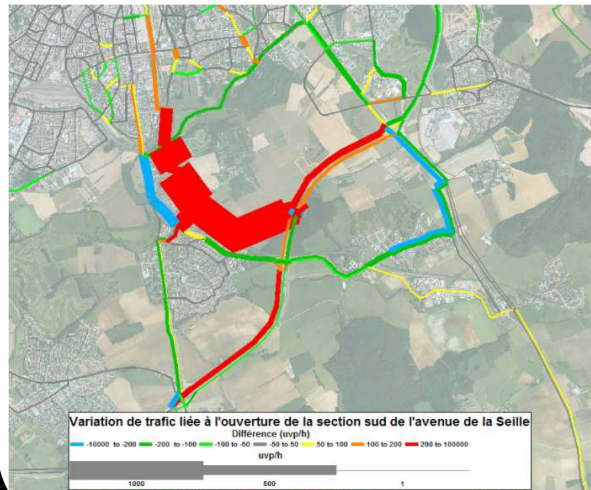 Variation de trafic liée à l'ouverture de la section sud de l'avenue de la Seille
Différence (uvp/h)
-10000 to -200 -200 to -100 -100 to -50 -50 to 50 50 to 100 100 to 200 200 to 100000
uvp/h
1000 500 1